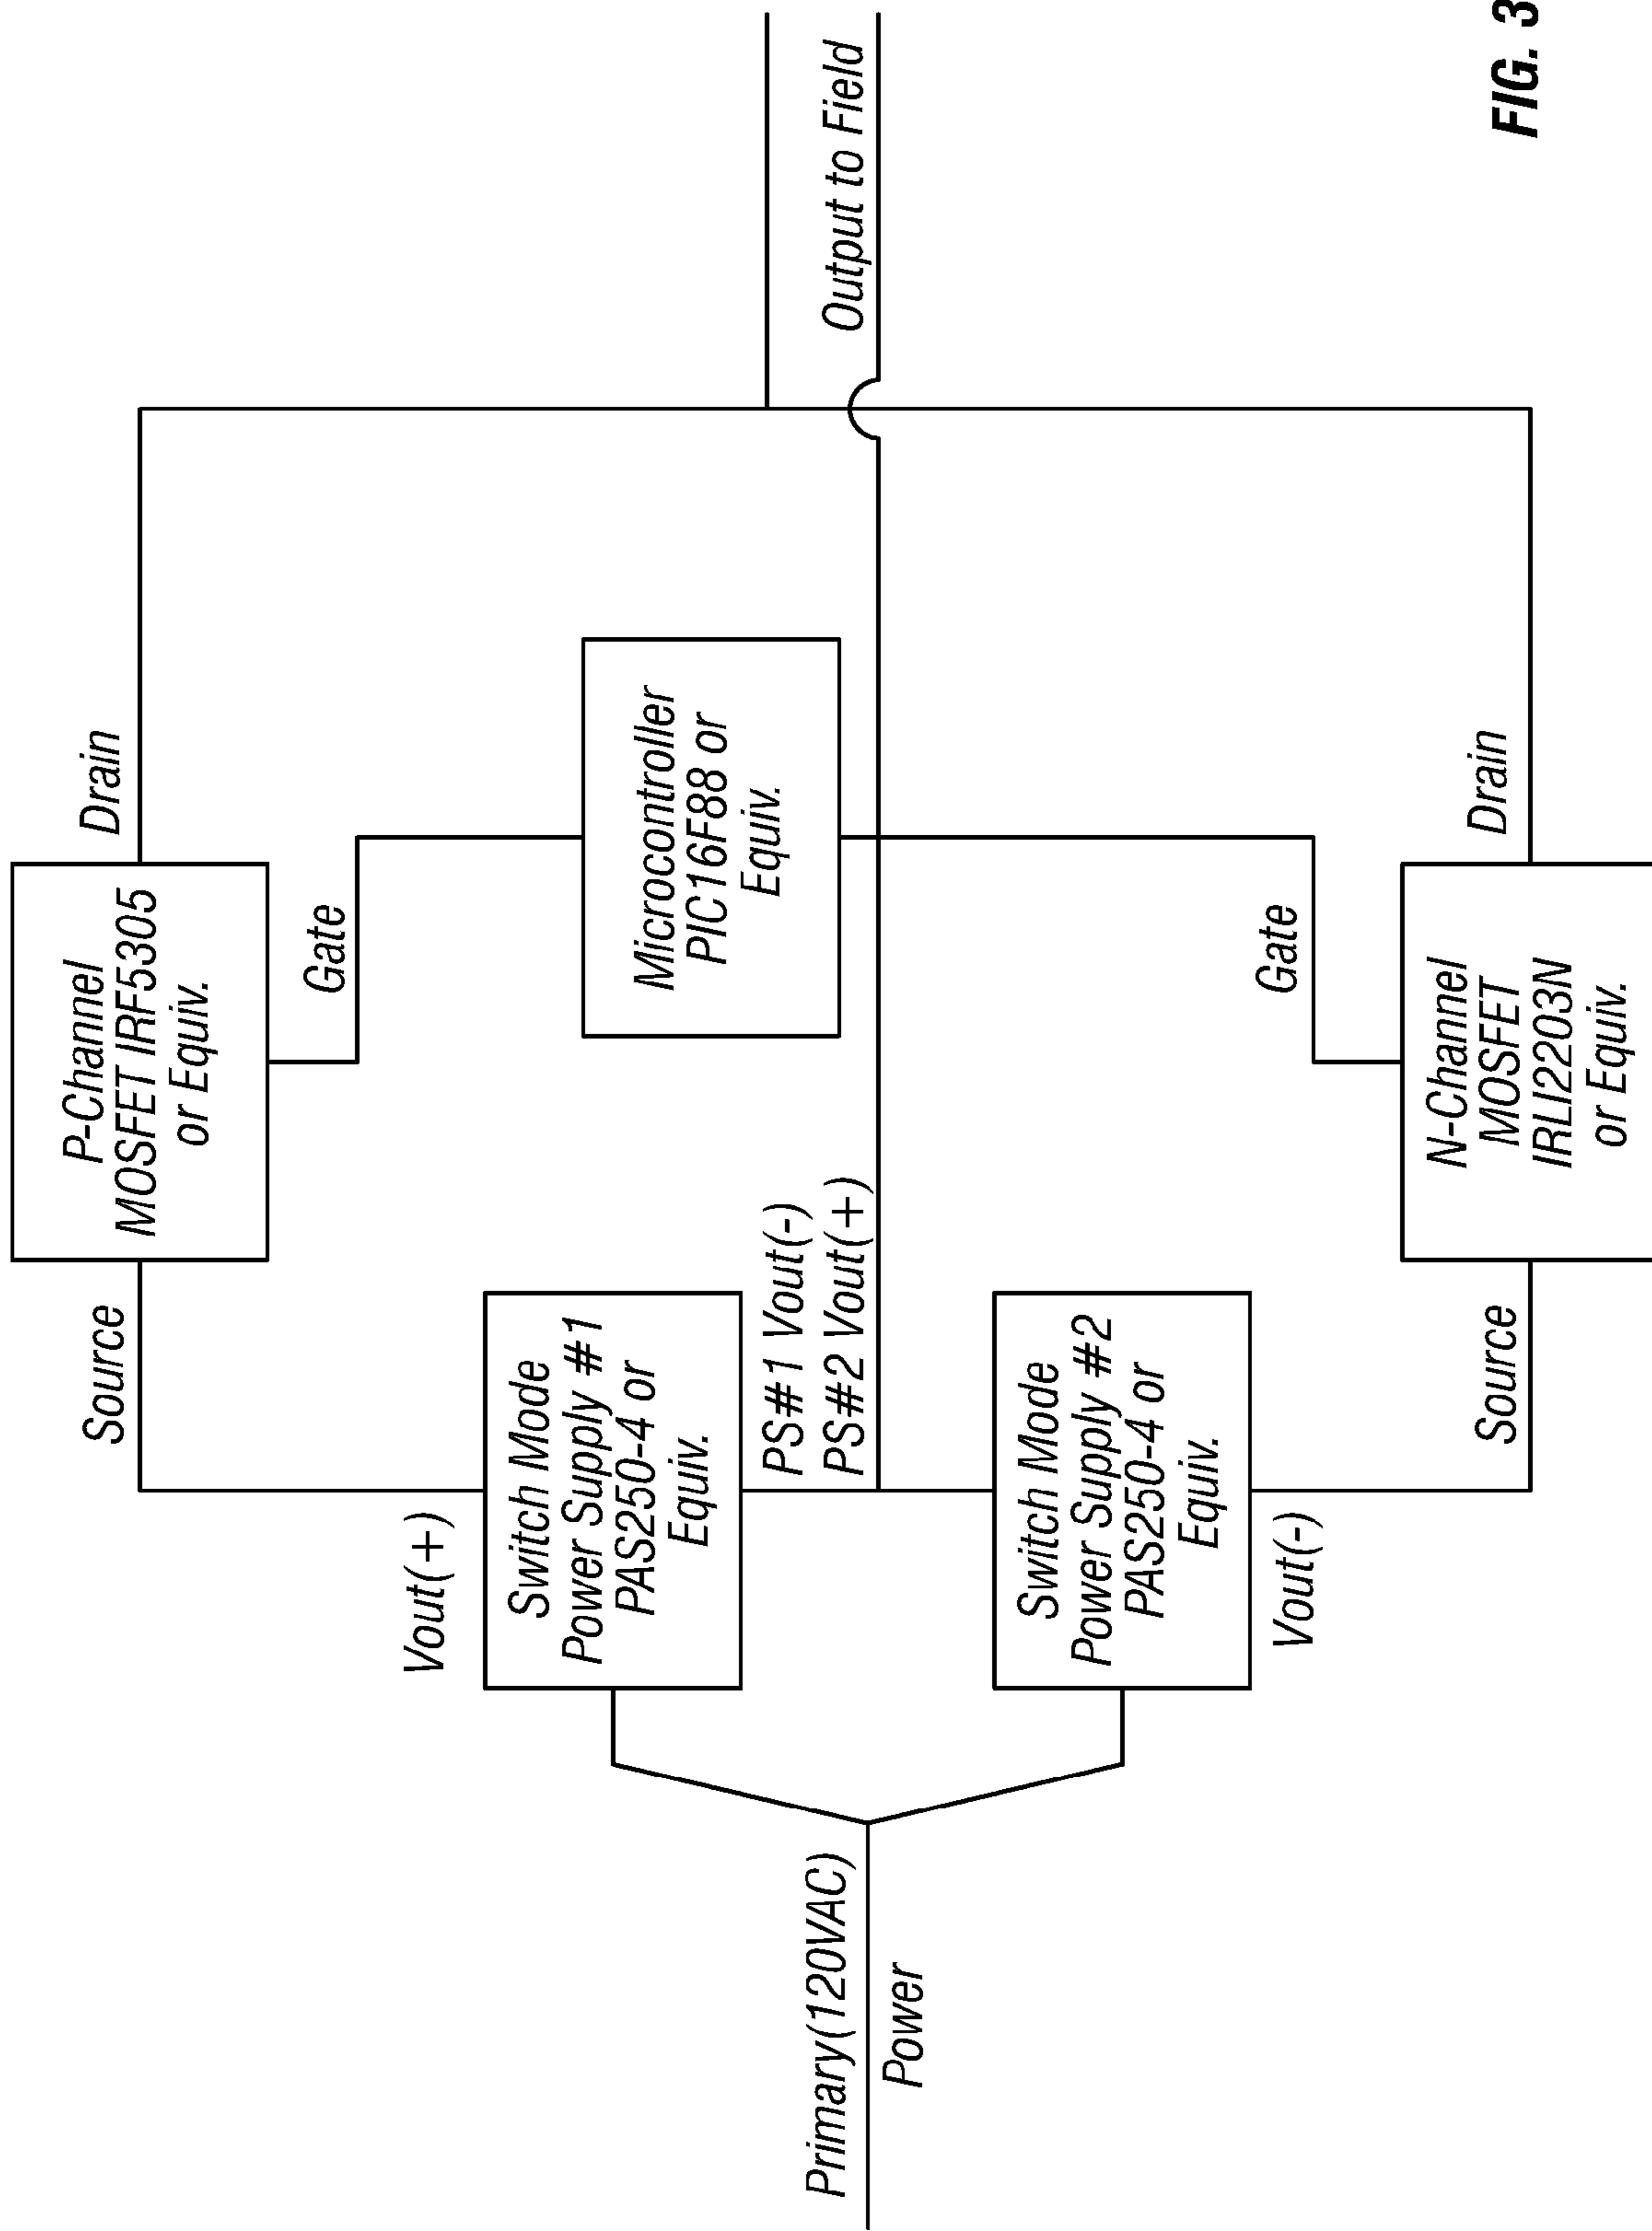 P-Channel
MOSFET IRF5305
or Equiv.
Source
Drain
Gate
Vout(+)
Switch Mode
Power Supply #1
PAS250-4 or
Equiv.
Microcontroller
PIC16F88 or
Equiv.
Primary(120VAC)
Power
PS#1 Vout(-)
PS#2 Vout(+)
Output to Field
Switch Mode
Power Supply #2
PAS250-4 or
Equiv.
Vout(-)
Gate
Source
Drain
N-Channel
MOSFET
IRLI2203N
or Equiv.
FIG. 3